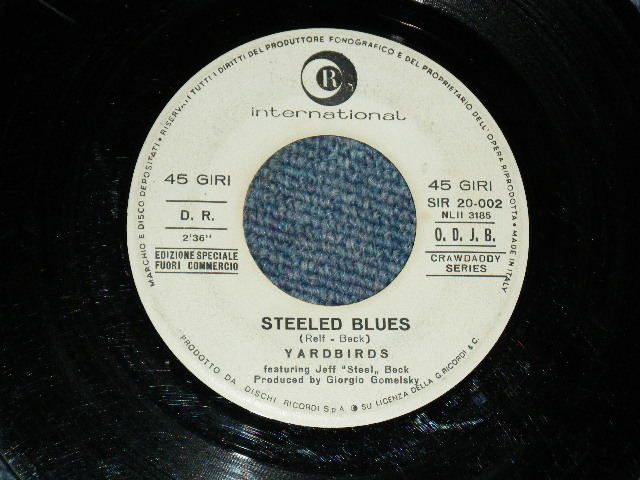 MARCHIO E DISCO DEPOSITATI • RISERVATI TUTTI I DIRITTI DEL PRODUTTORE FONOGRAFICO E DEL PROPRIETARIO DELL'OPERA RIPRODOTTA • MADE IN ITALY
R
international
45 GIRI
D. R.
2'36"
EDIZIONE SPECIALE
FUORI COMMERCIO
45 GIRI
SIR 20-002
NLII 3185
O. D. J. B.
CRAWDADDY
SERIES
STEELED BLUES
(Relf - Beck)
YARDBIRDS
featuring Jeff "Steel„ Beck
Produced by Giorgio Gomelsky
PRODOTTO DA DISCHI RICORDI S.p.A. • SU LICENZA DELLA G. RICORDI & C.